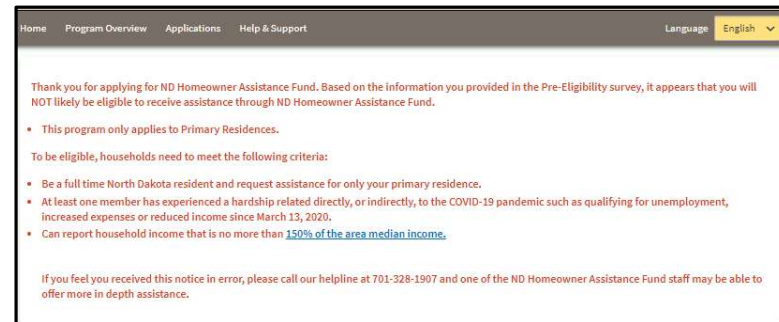 Home Program Overview Applications Help & Support Language English
Thank you for applying for ND Homeowner Assistance Fund. Based on the information you provided in the Pre-Eligibility survey, it appears that you will
NOT likely be eligible to receive assistance through ND Homeowner Assistance Fund.
• This program only applies to Primary Residences.
To be eligible, households need to meet the following criteria:
• Be a full time North Dakota resident and request assistance for only your primary residence.
• At least one member has experienced a hardship related directly, or indirectly, to the COVID-19 pandemic such as qualifying for unemployment,
increased expenses or reduced income since March 13, 2020.
• Can report household income that is no more than 150% of the area median income.
If you feel you received this notice in error, please call our helpline at 701-328-1907 and one of the ND Homeowner Assistance Fund staff may be able to
offer more in depth assistance.